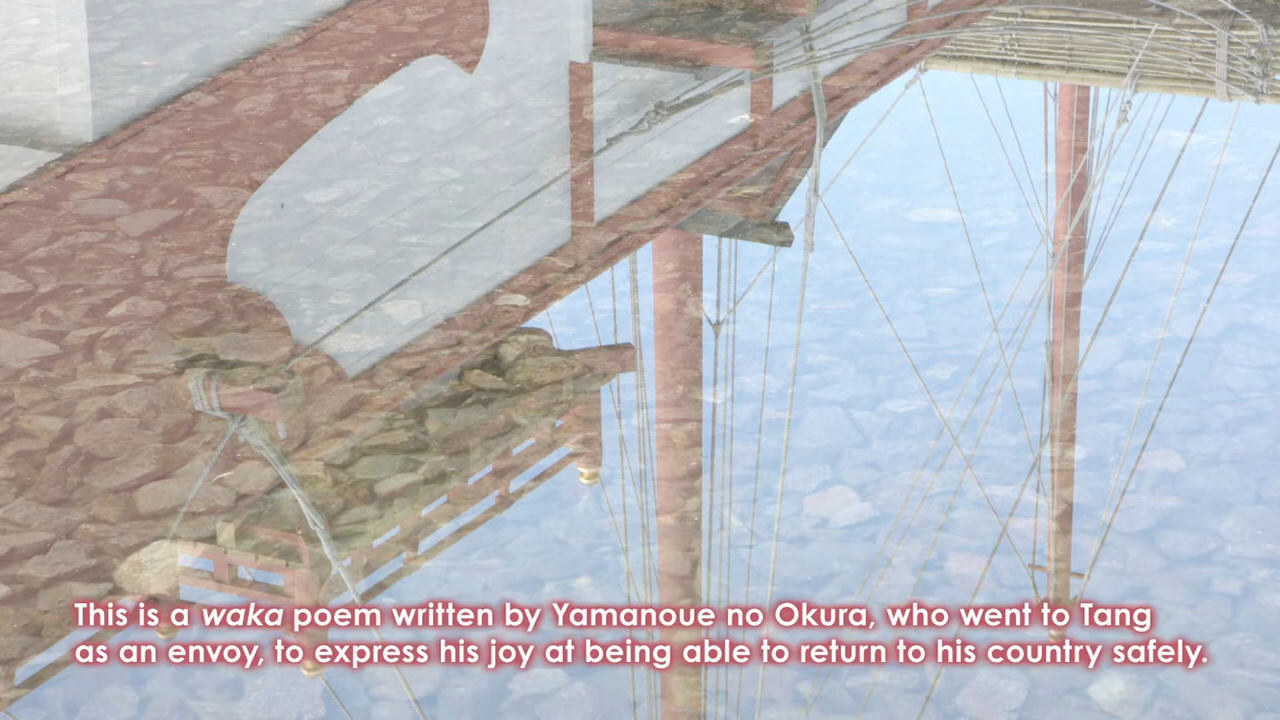 This is a waka poem written by Yamanoue no Okura, who went to Tang
as an envoy, to express his joy at being able to return to his country safely.